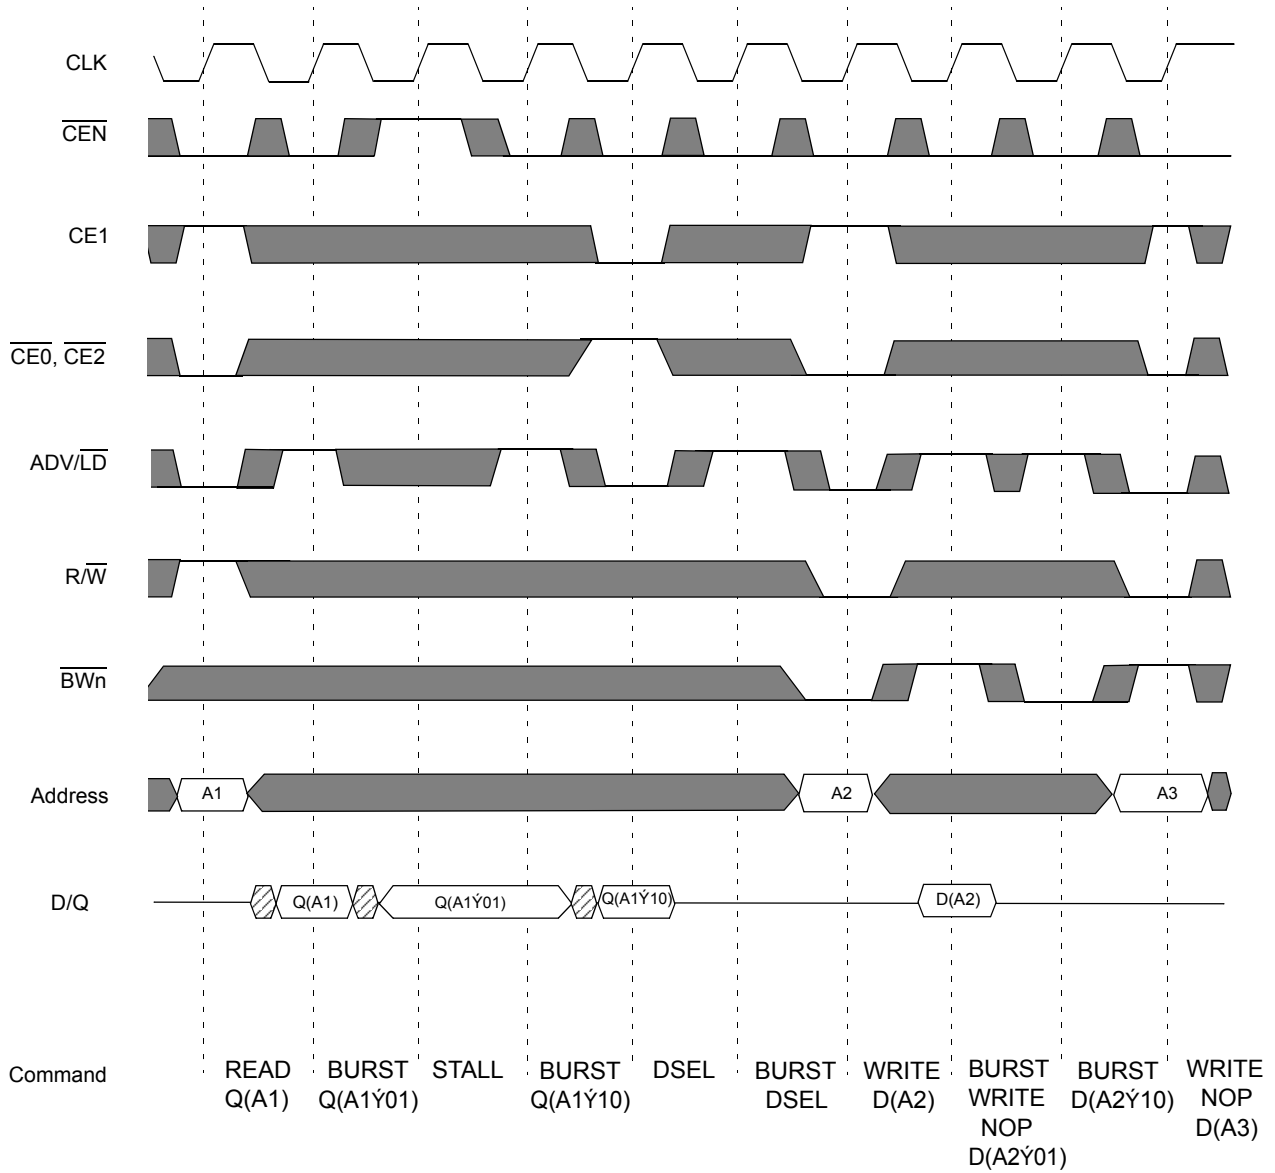 CLK
CEN
CE1
CE0, CE2
ADV/LD
R/W
BWn
Address
A1
A2
A3
D/Q
Q(A1)
Q(A1Ý01)
Q(A1Ý10)
D(A2)
Command
READ
Q(A1)
BURST
Q(A1Ý01)
STALL
BURST
Q(A1Ý10)
DSEL
BURST
DSEL
WRITE
D(A2)
BURST
WRITE
NOP
D(A2Ý01)
BURST
D(A2Ý10)
WRITE
NOP
D(A3)